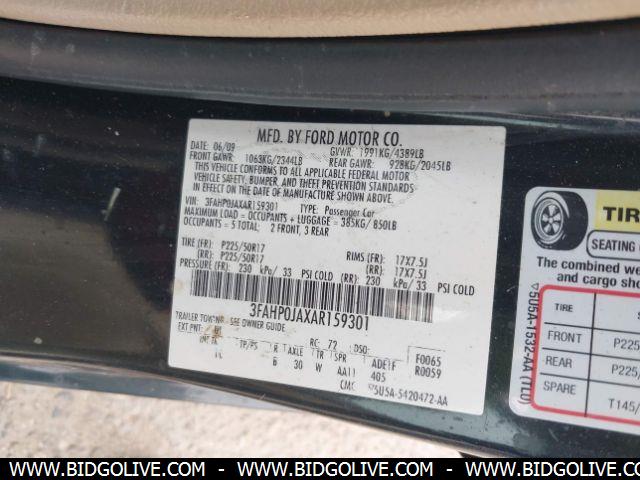 MFD. BY FORD MOTOR CO.
DATE: 06/09 GVWR: 1991KG/4389LB
FRONT GAWR: 1063KG/2344LB REAR GAWR: 928KG/2045LB
THIS VEHICLE CONFORMS TO ALL APPLICABLE FEDERAL MOTOR
VEHICLE SAFETY, BUMPER, AND THEFT PREVENTION STANDARDS
IN EFFECT ON THE DATE OF MANUFACTURE SHOWN ABOVE.
VIN: 3FAHP0JAXAR159301 TYPE: Passenger Car
MAXIMUM LOAD = OCCUPANTS + LUGGAGE = 385KG/850LB
OCCUPANTS = 5 TOTAL: 2 FRONT, 3 REAR
TIRE (FR): P225/50R17 RIMS (FR): 17X7.5J
(RR): P225/50R17 (RR): 17X7.5J
PRESSURE (FR): 230 kPa/ 33 PSI COLD (RR): 230 kPa/ 33 PSI COLD
3FAHP0JAXAR159301
TRAILER TOWING - SEE OWNER GUIDE
EXT PNT: RC: 72 DSO: F0065
TP/PS R AXLE TR SPR R0059
B 30 W AA11 405
CMC 5U5A-5420472-AA
5U5A-1532-AA (TL0)
TIR
SEATING
The combined we
and cargo shou
TIRE S
FRONT P225/
REAR P225/
SPARE T145/
WWW.BIDGOLIVE.COM - WWW.BIDGOLIVE.COM - WWW.BIDGOLIVE.COM